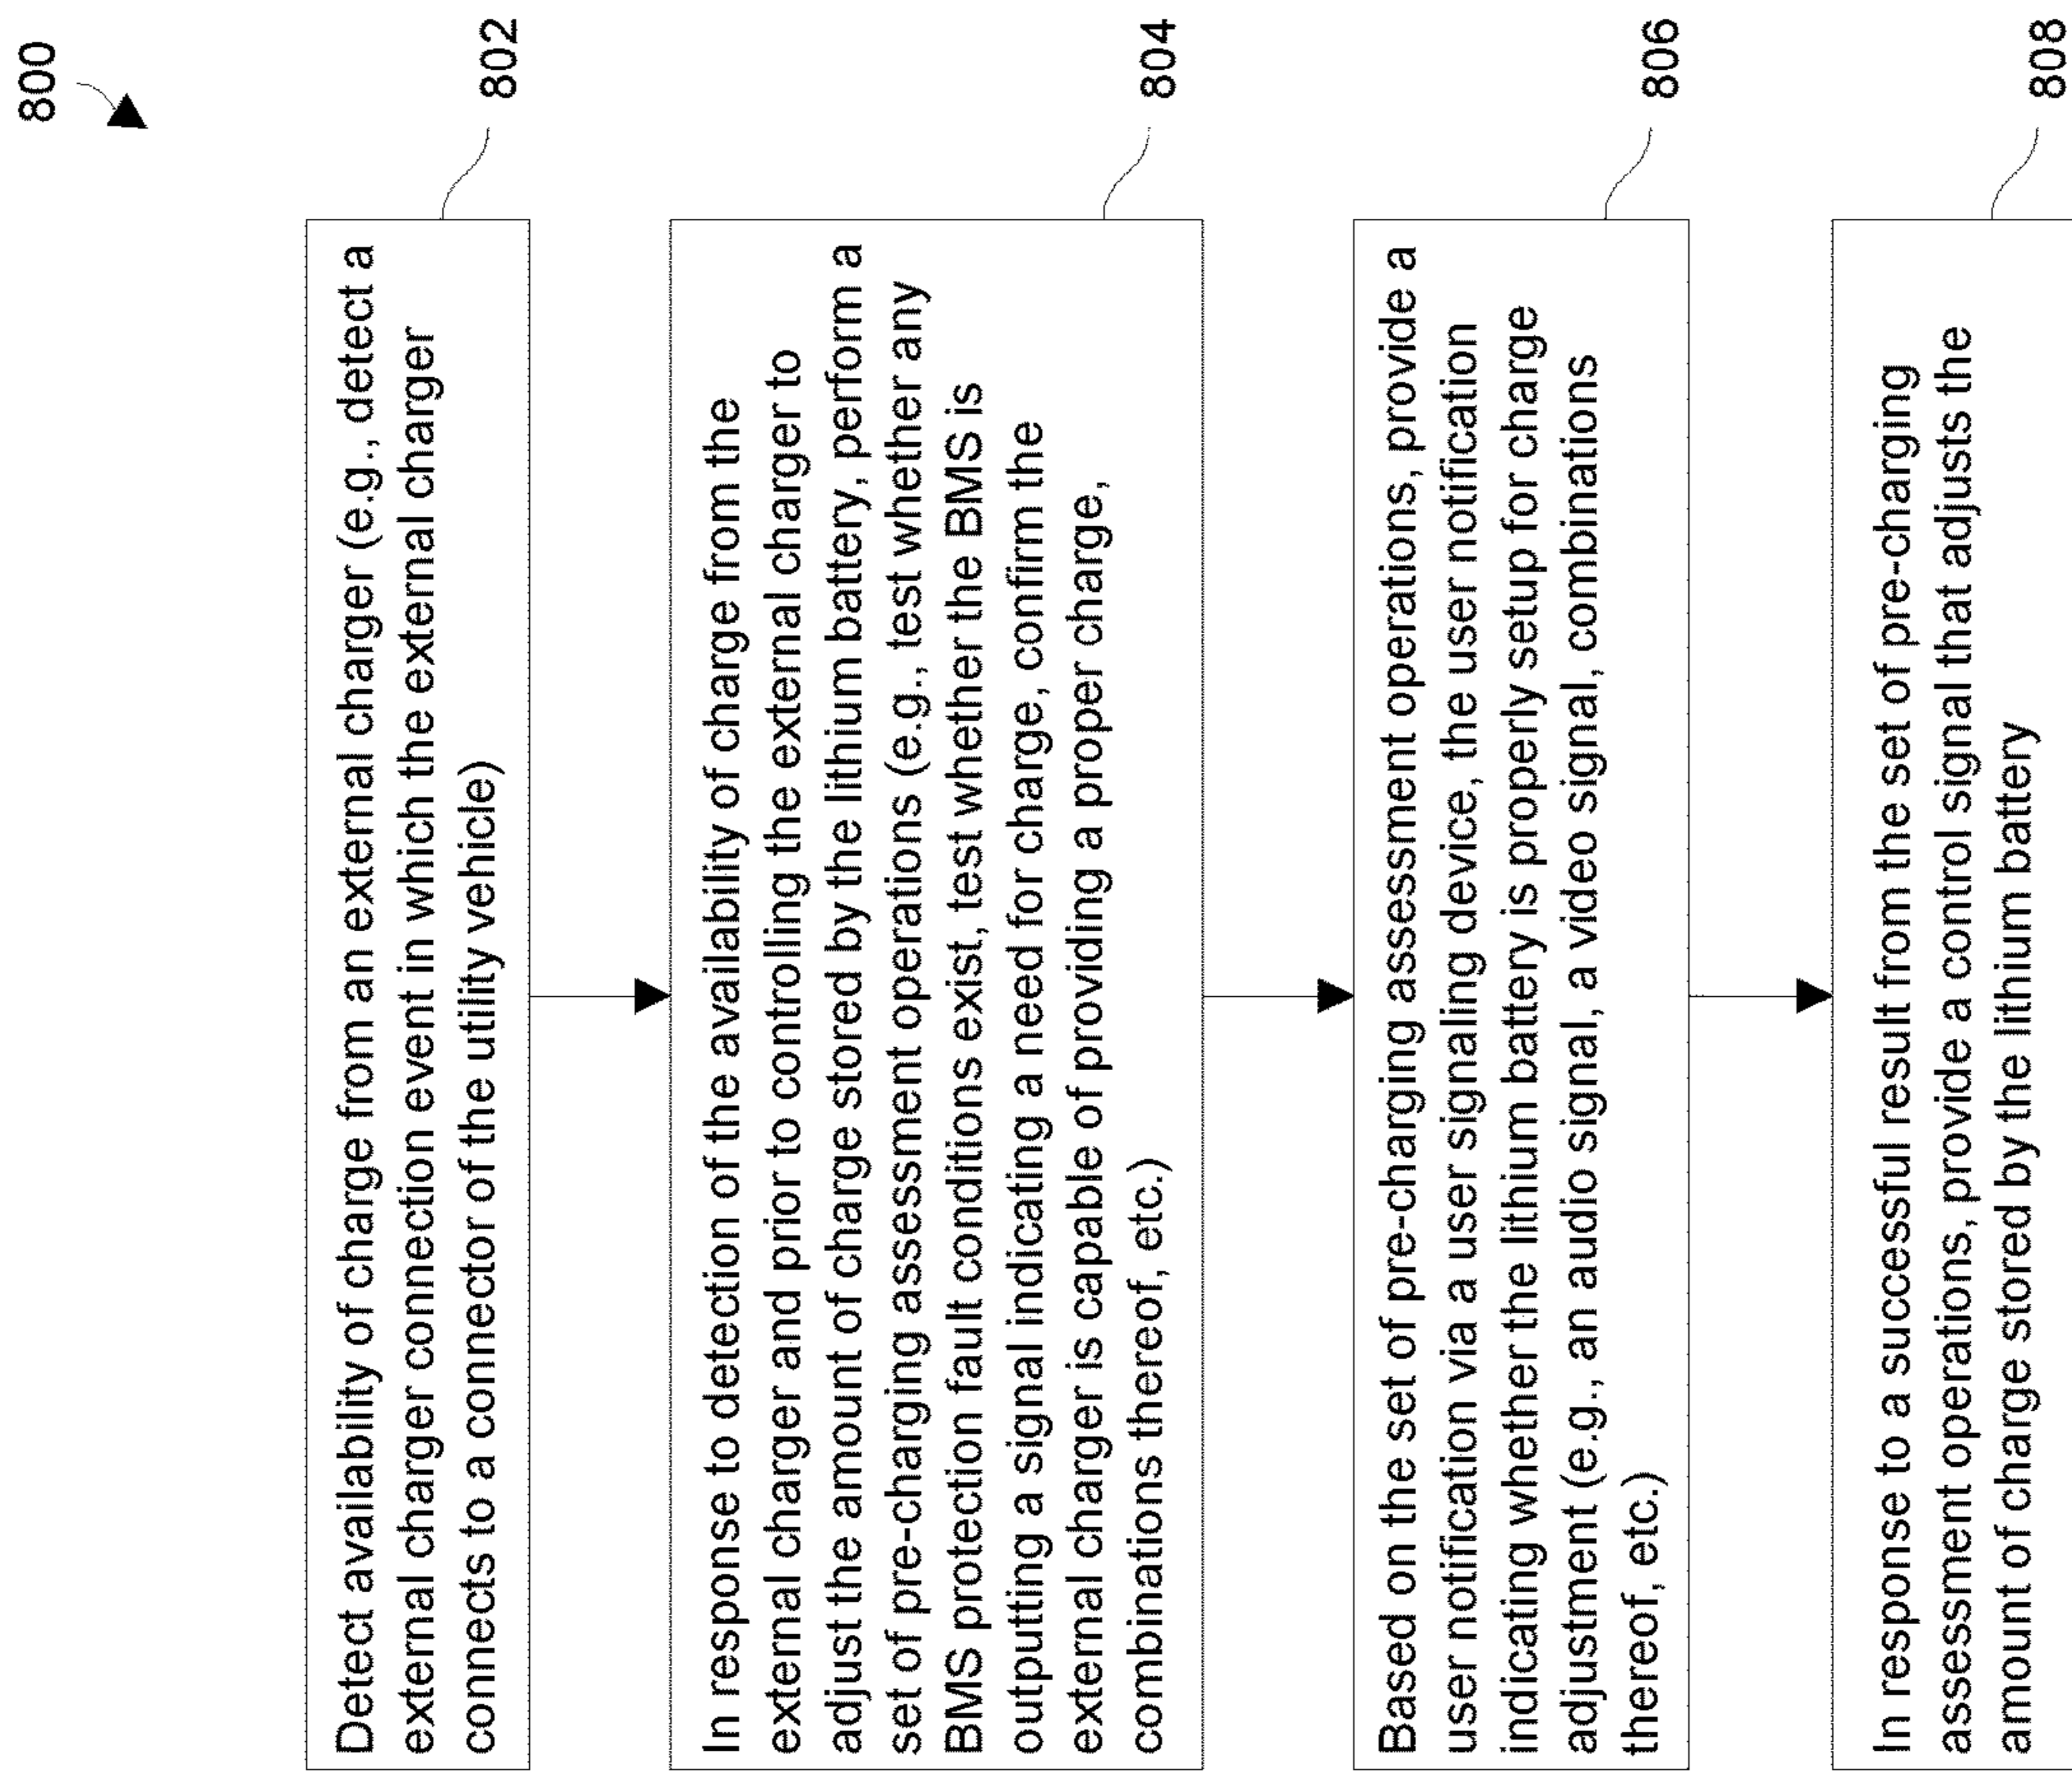 800
Detect availability of charge from an external charger (e.g., detect a
external charger connection event in which the external charger
connects to a connector of the utility vehicle)
802
In response to detection of the availability of charge from the
external charger and prior to controlling the external charger to
adjust the amount of charge stored by the lithium battery, perform a
set of pre-charging assessment operations (e.g., test whether any
BMS protection fault conditions exist, test whether the BMS is
outputting a signal indicating a need for charge, confirm the
external charger is capable of providing a proper charge,
combinations thereof, etc.)
804
Based on the set of pre-charging assessment operations, provide a
user notification via a user signaling device, the user notification
indicating whether the lithium battery is properly setup for charge
adjustment (e.g., an audio signal, a video signal, combinations
thereof, etc.)
806
In response to a successful result from the set of pre-charging
assessment operations, provide a control signal that adjusts the
amount of charge stored by the lithium battery
808